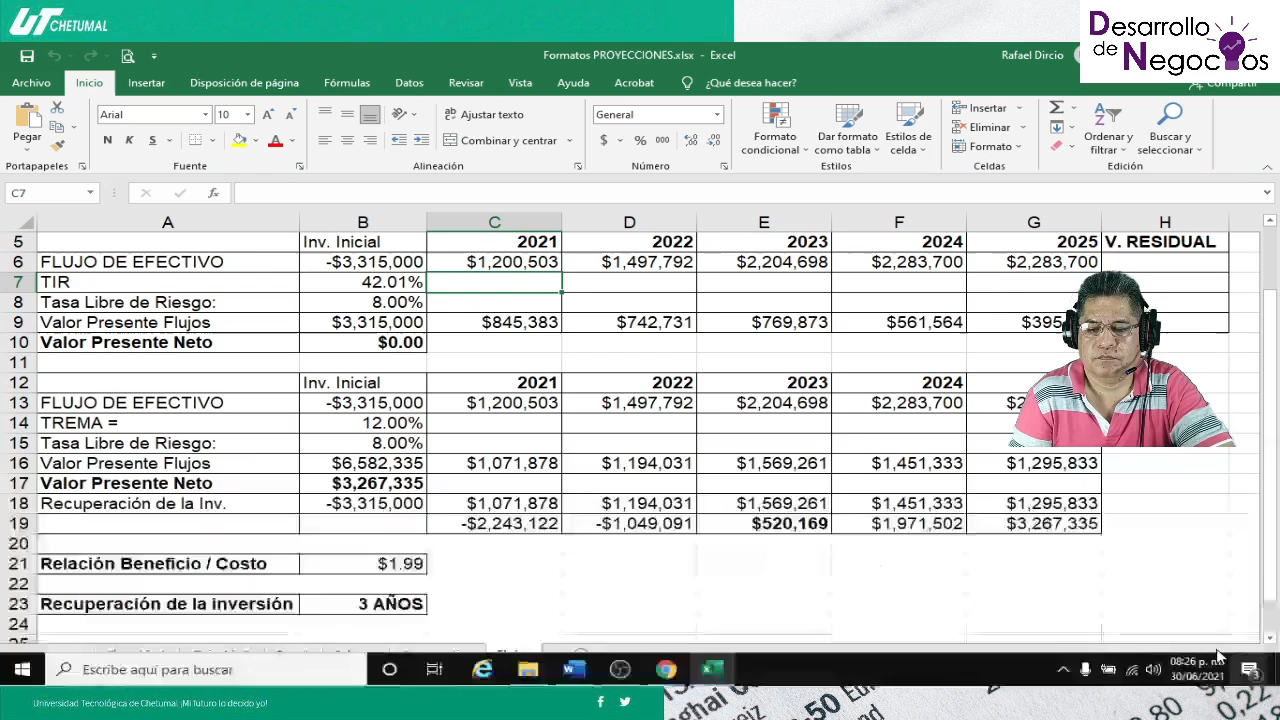 UT CHETUMAL
Desarrollo
de Negocios
Formatos PROYECCIONES.xlsx - Excel
Rafael Dircio
Archivo Inicio Insertar Disposición de página Fórmulas Datos Revisar Vista Ayuda Acrobat ¿Qué desea hacer? Compartir
Pegar
Arial 10
N K S
Ajustar texto
Combinar y centrar
General
$ % 000
Formato condicional
Dar formato como tabla
Estilos de celda
Insertar
Eliminar
Formato
Ordenar y filtrar
Buscar y seleccionar
Portapapeles Fuente Alineación Número Estilos Celdas Edición
C7 fx
A B C D E F G H
5 Inv. Inicial 2021 2022 2023 2024 2025 V. RESIDUAL
6 FLUJO DE EFECTIVO -$3,315,000 $1,200,503 $1,497,792 $2,204,698 $2,283,700 $2,283,700
7 TIR 42.01%
8 Tasa Libre de Riesgo: 8.00%
9 Valor Presente Flujos $3,315,000 $845,383 $742,731 $769,873 $561,564 $395
10 Valor Presente Neto $0.00
11
12 Inv. Inicial 2021 2022 2023 2024
13 FLUJO DE EFECTIVO -$3,315,000 $1,200,503 $1,497,792 $2,204,698 $2,283,700
14 TREMA = 12.00%
15 Tasa Libre de Riesgo: 8.00%
16 Valor Presente Flujos $6,582,335 $1,071,878 $1,194,031 $1,569,261 $1,451,333 $1,295,833
17 Valor Presente Neto $3,267,335
18 Recuperación de la Inv. -$3,315,000 $1,071,878 $1,194,031 $1,569,261 $1,451,333 $1,295,833
19 -$2,243,122 -$1,049,091 $520,169 $1,971,502 $3,267,335
20
21 Relación Beneficio / Costo $1.99
22
23 Recuperación de la inversión 3 AÑOS
24
Escribe aquí para buscar
08:26 p. m.
30/06/2021
3
Universidad Tecnológica de Chetumal ¡Mi futuro lo decido yo!